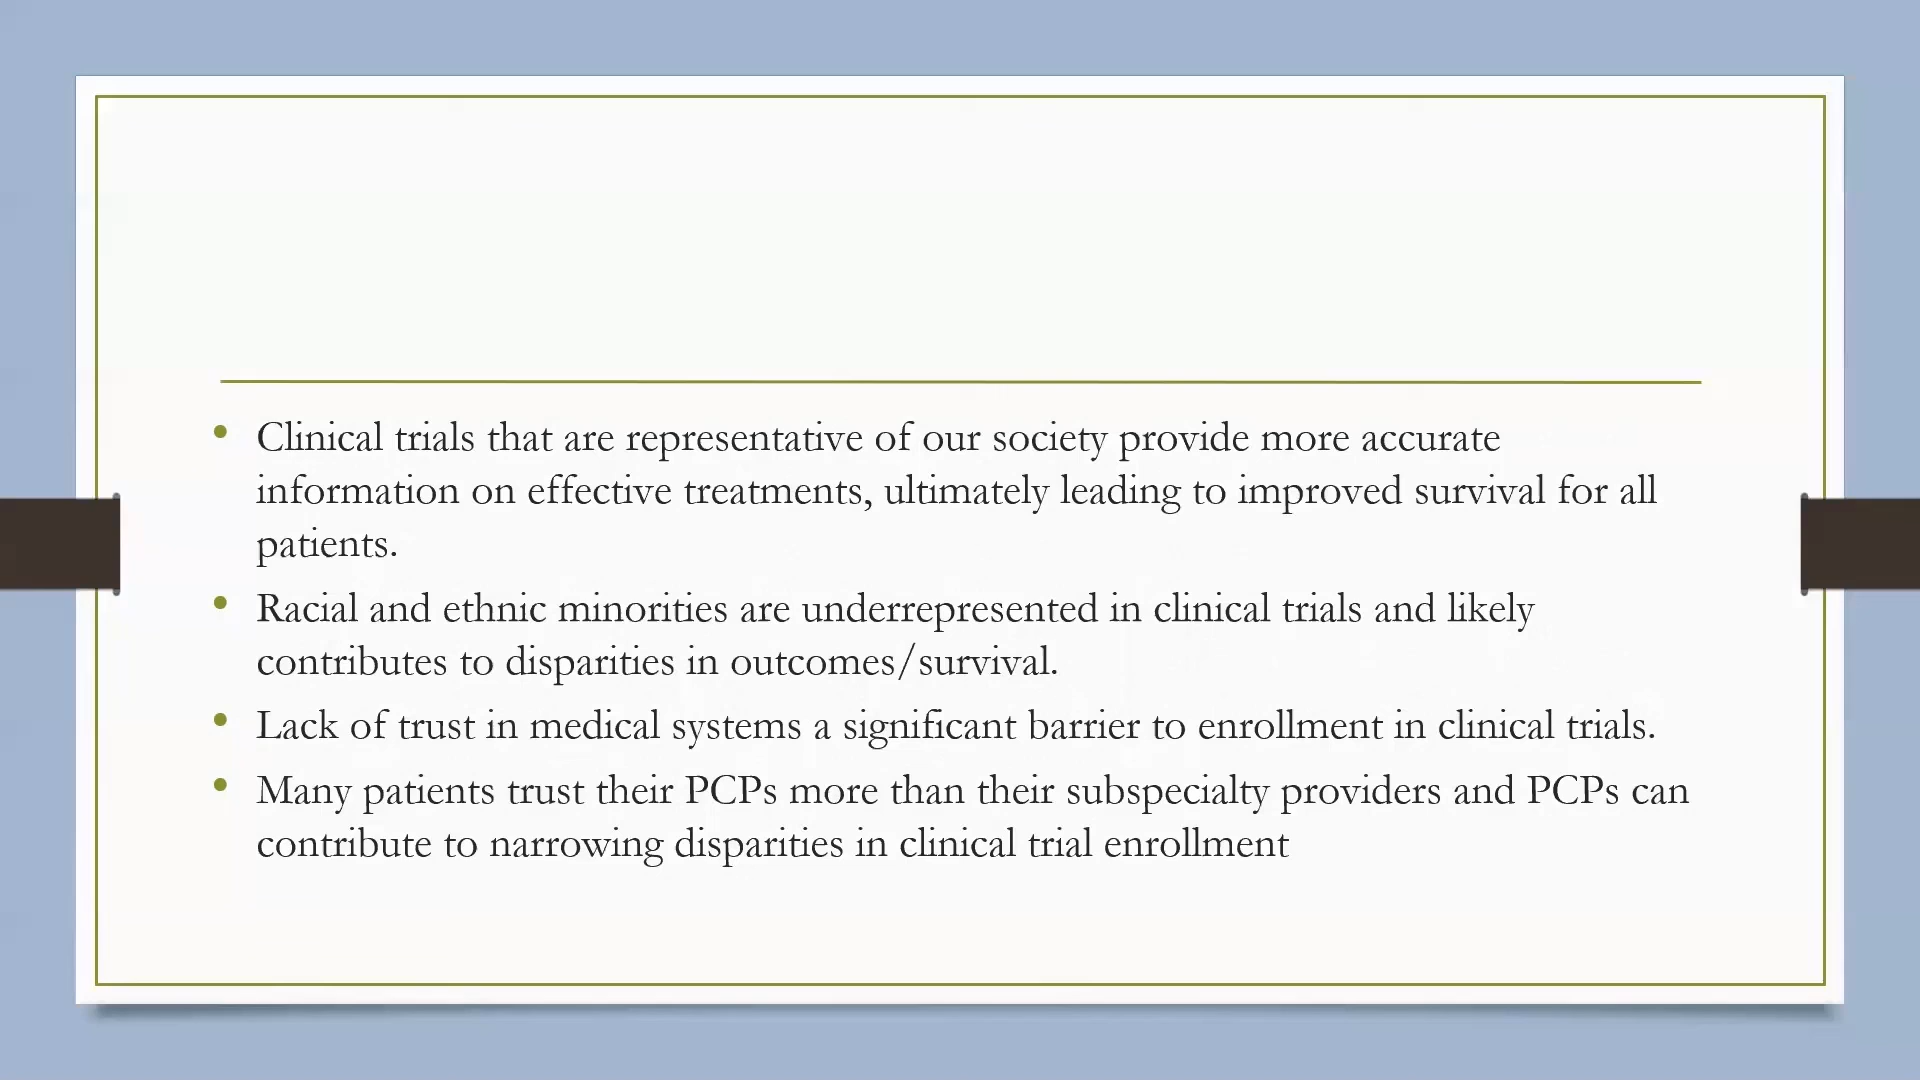 • Clinical trials that are representative of our society provide more accurate
information on effective treatments, ultimately leading to improved survival for all
patients.
• Racial and ethnic minorities are underrepresented in clinical trials and likely
contributes to disparities in outcomes/survival.
• Lack of trust in medical systems a significant barrier to enrollment in clinical trials.
• Many patients trust their PCPs more than their subspecialty providers and PCPs can
contribute to narrowing disparities in clinical trial enrollment